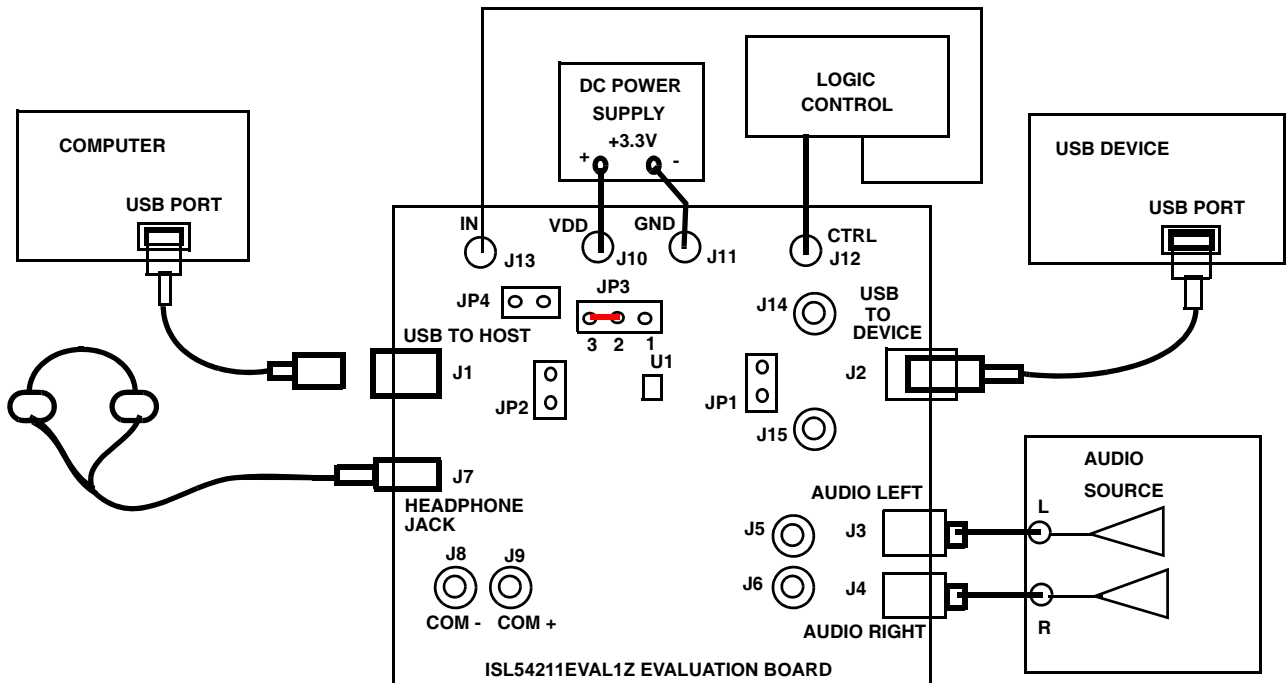 COMPUTER
USB PORT
DC POWER
SUPPLY
+3.3V
+ -
LOGIC
CONTROL
USB DEVICE
USB PORT
IN
J13
VDD
J10
GND
J11
CTRL
J12
JP4
JP3
3 2 1
J14
USB
TO
DEVICE
USB TO HOST
J1
JP2
U1
JP1
J2
J15
J7
HEADPHONE
JACK
J8
J9
COM -
COM +
AUDIO LEFT
J5
J3
J6
J4
AUDIO RIGHT
AUDIO
SOURCE
L
R
ISL54211EVAL1Z EVALUATION BOARD